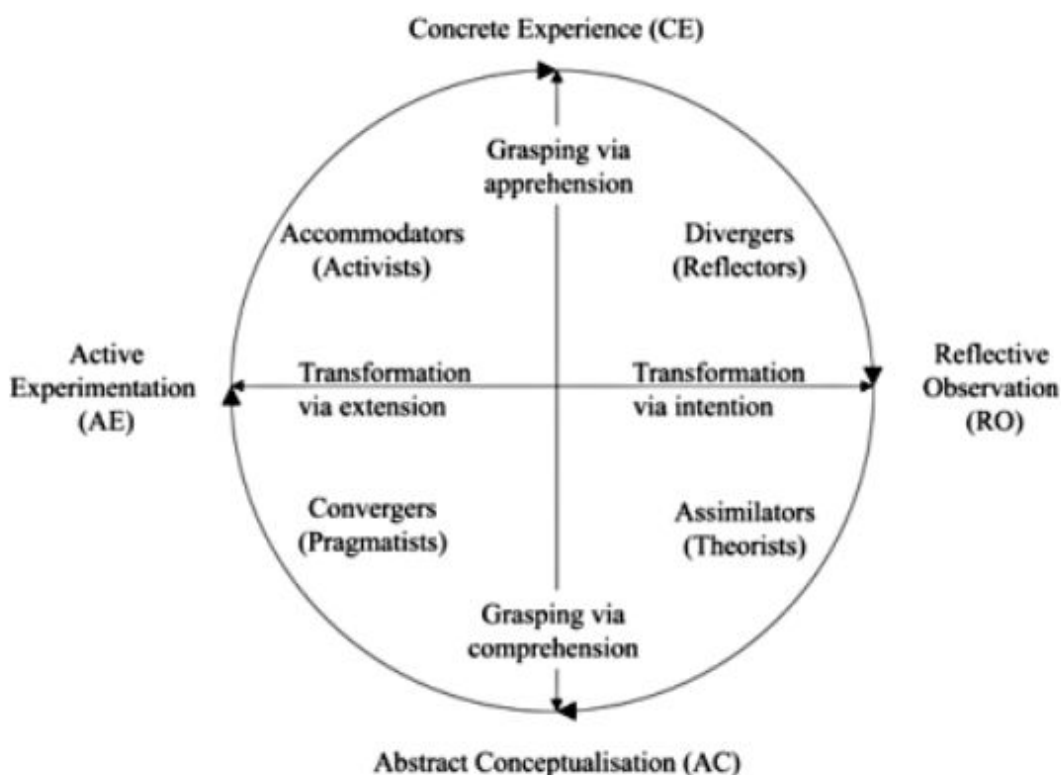 Concrete Experience (CE)
Grasping via
apprehension
Accommodators
(Activists)
Divergers
(Reflectors)
Active
Experimentation
(AE)
Transformation
via extension
Transformation
via intention
Reflective
Observation
(RO)
Convergers
(Pragmatists)
Assimilators
(Theorists)
Grasping via
comprehension
Abstract Conceptualisation (AC)